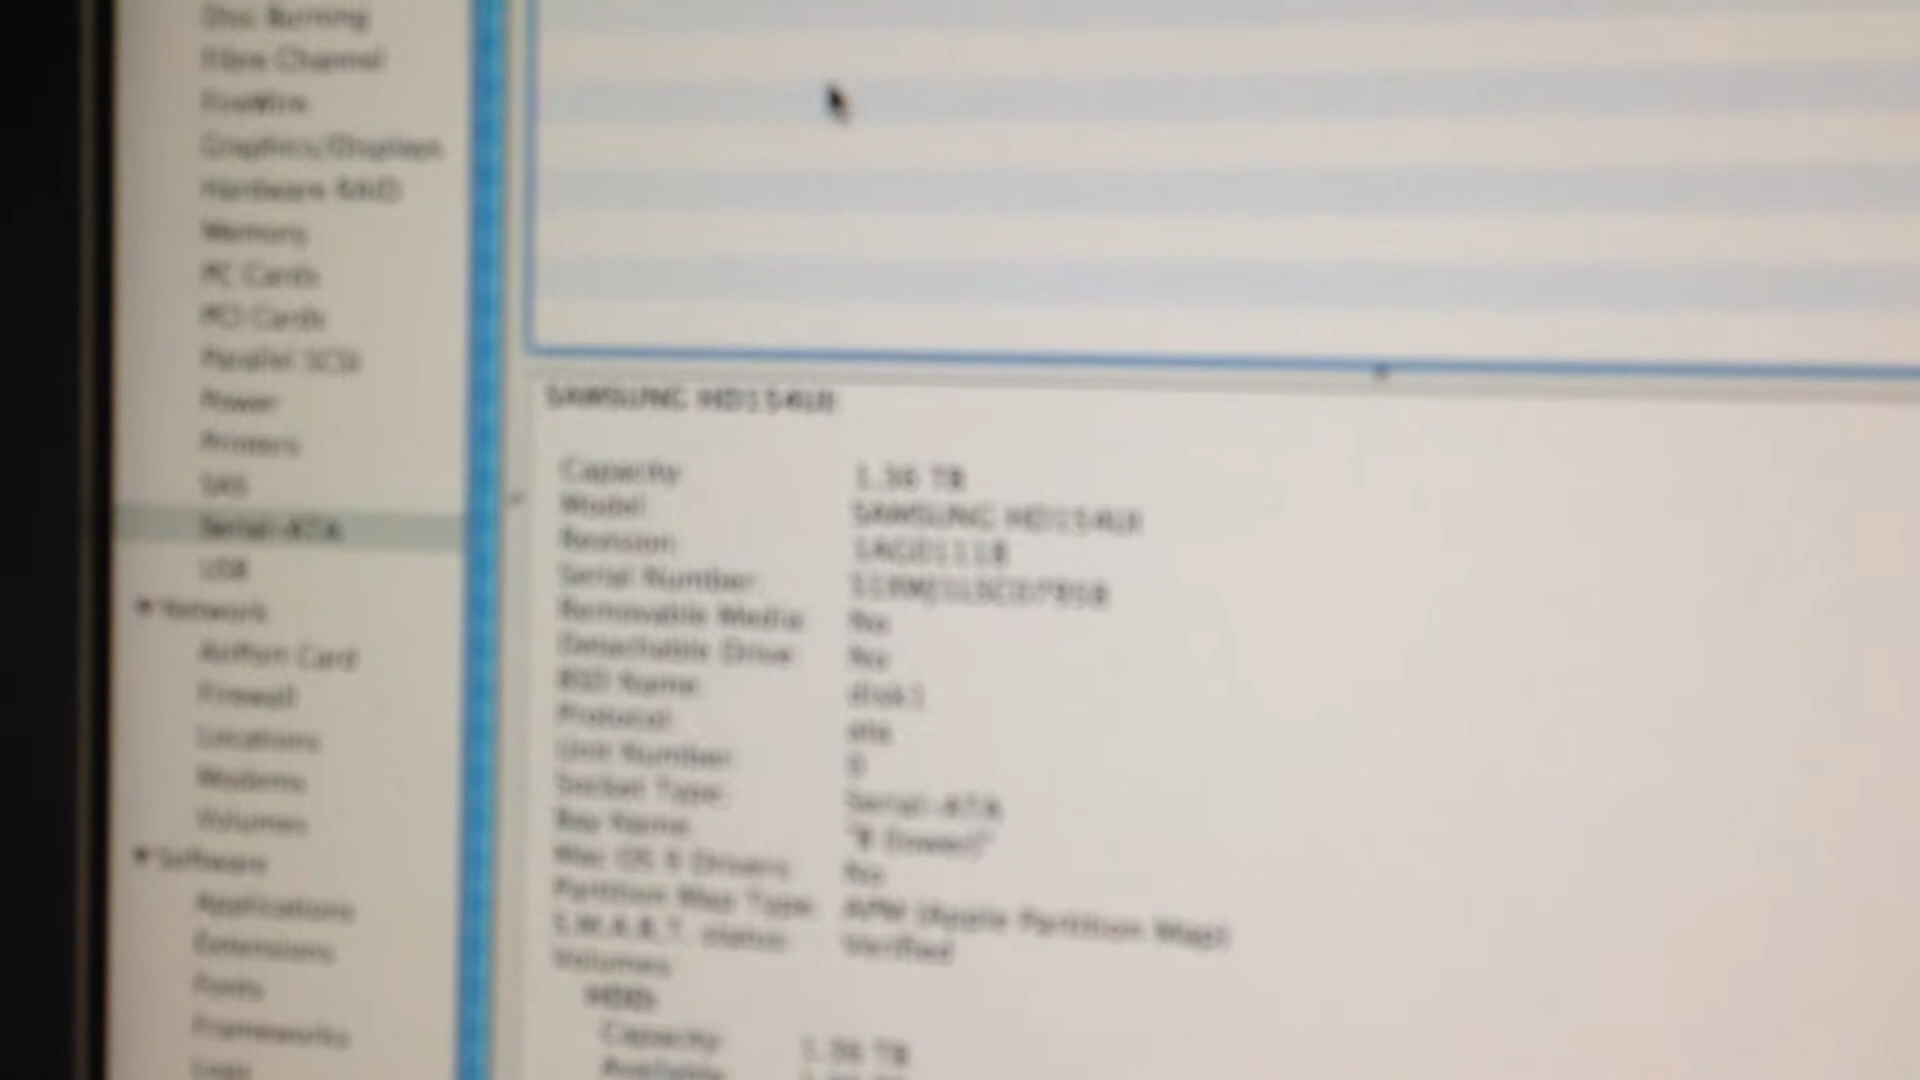 Disc Burning
Fibre Channel
FireWire
Graphics/Displays
Hardware RAID
Memory
PC Cards
PCI Cards
Parallel SCSI
Power
Printers
SAS
Serial-ATA
USB
Network
AirPort Card
Firewall
Locations
Modems
Volumes
Software
Applications
Extensions
Fonts
Frameworks
Logs
SAMSUNG HD154UI
Capacity 1.36 TB
Model: SAMSUNG HD154UI
Revision: 1AG01118
Serial Number:
Removable Media: No
Detachable Drive: No
BSD Name: disk1
Protocol: ata
Unit Number: 0
Socket Type: Serial-ATA
Bay Name: "B (lower)"
Mac OS 9 Drivers: No
Partition Map Type: APM (Apple Partition Map)
S.M.A.R.T. status: Verified
Volumes:
Capacity: 1.36 TB
Available: